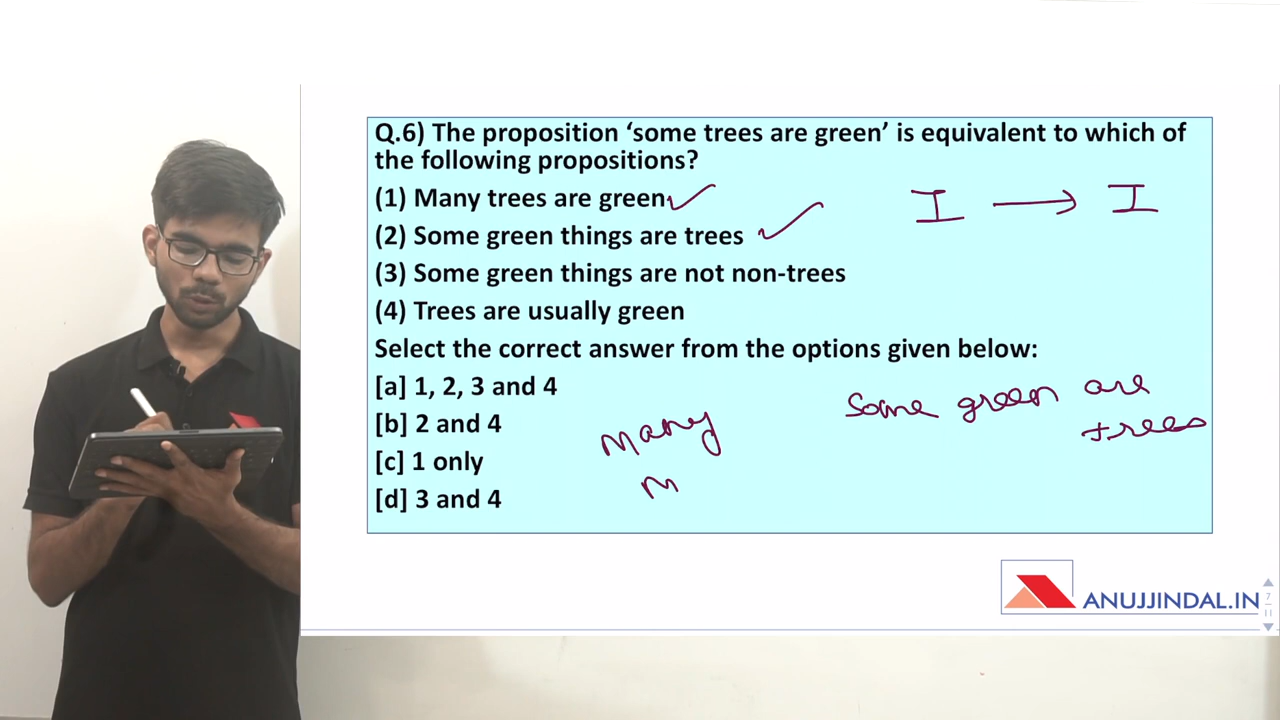 Q.6) The proposition ‘some trees are green’ is equivalent to which of
the following propositions?
(1) Many trees are green
(2) Some green things are trees
(3) Some green things are not non-trees
(4) Trees are usually green
Select the correct answer from the options given below:
[a] 1, 2, 3 and 4
[b] 2 and 4
[c] 1 only
[d] 3 and 4
I → I
Some green are
trees
Many
M
ANUJJINDAL.IN
7
11